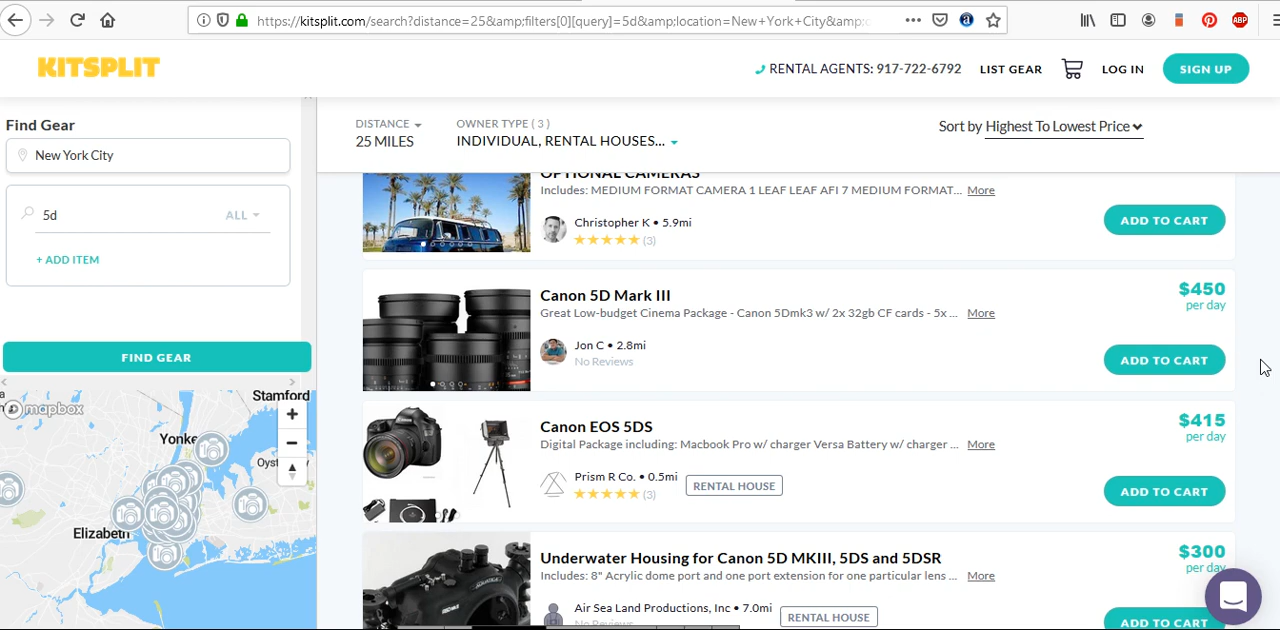 https://kitsplit.com/search?distance=25&amp;filters[0][query]=5d&amp;location=New+York+City&amp;
KITSPLIT
RENTAL AGENTS: 917-722-6792
LIST GEAR
LOG IN
SIGN UP
Find Gear
New York City
5d
ALL
+ ADD ITEM
FIND GEAR
mapbox
Stamford
Yonke
Oyst
Elizabeth
DISTANCE
25 MILES
OWNER TYPE ( 3 )
INDIVIDUAL, RENTAL HOUSES...
Sort by Highest To Lowest Price
OPTIONAL CAMERAS
Includes: MEDIUM FORMAT CAMERA 1 LEAF LEAF AFI 7 MEDIUM FORMAT... More
Christopher K • 5.9mi
(3)
ADD TO CART
Canon 5D Mark III
Great Low-budget Cinema Package - Canon 5Dmk3 w/ 2x 32gb CF cards - 5x ... More
Jon C • 2.8mi
No Reviews
$450
per day
ADD TO CART
Canon EOS 5DS
Digital Package including: Macbook Pro w/ charger Versa Battery w/ charger ... More
Prism R Co. • 0.5mi
(3)
RENTAL HOUSE
$415
per day
ADD TO CART
Underwater Housing for Canon 5D MKIII, 5DS and 5DSR
Includes: 8" Acrylic dome port and one port extension for one particular lens ... More
Air Sea Land Productions, Inc • 7.0mi
No Reviews
RENTAL HOUSE
$300
per day
ADD TO CART
ABP